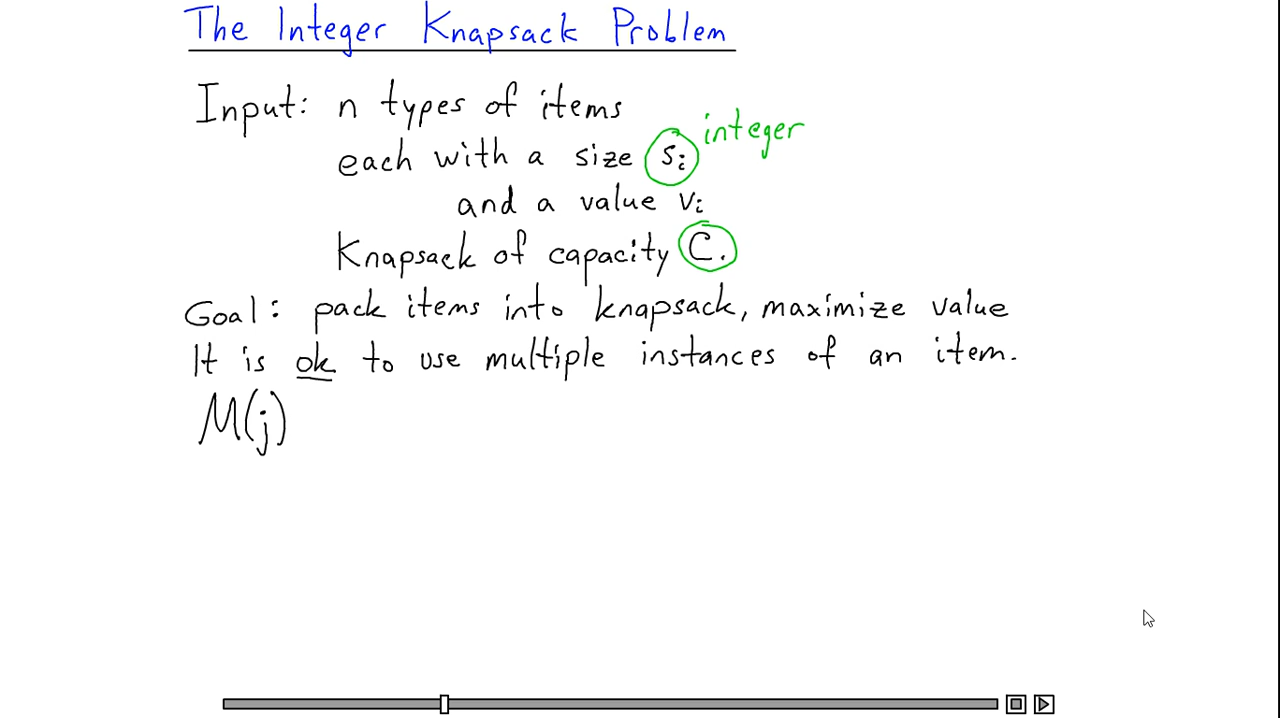 The Integer Knapsack Problem
Input: n types of items
integer
each with a size sᵢ
and a value vᵢ
Knapsack of capacity C.
Goal: pack items into knapsack, maximize value
It is ok to use multiple instances of an item.
M(j)